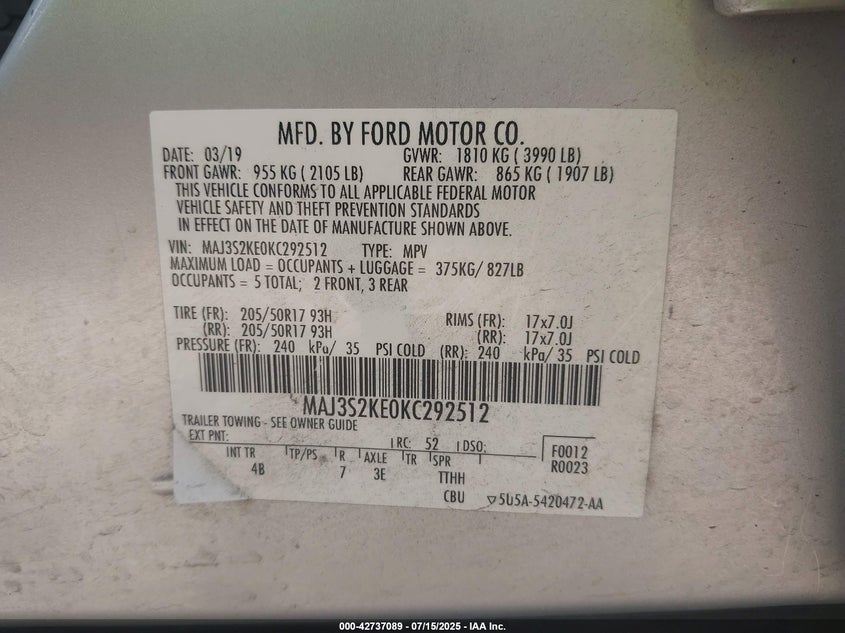 MFD. BY FORD MOTOR CO.
DATE: 03/19 GVWR: 1810 KG ( 3990 LB)
FRONT GAWR: 955 KG ( 2105 LB) REAR GAWR: 865 KG ( 1907 LB)
THIS VEHICLE CONFORMS TO ALL APPLICABLE FEDERAL MOTOR
VEHICLE SAFETY AND THEFT PREVENTION STANDARDS
IN EFFECT ON THE DATE OF MANUFACTURE SHOWN ABOVE.
VIN: MAJ3S2KE0KC292512 TYPE: MPV
MAXIMUM LOAD = OCCUPANTS + LUGGAGE = 375KG/ 827LB
OCCUPANTS = 5 TOTAL; 2 FRONT, 3 REAR
TIRE (FR): 205/50R17 93H RIMS (FR): 17x7.0J
(RR): 205/50R17 93H (RR): 17x7.0J
PRESSURE (FR): 240 kPa/ 35 PSI COLD (RR): 240 kPa/ 35 PSI COLD
MAJ3S2KE0KC292512
TRAILER TOWING - SEE OWNER GUIDE
EXT PNT: RC: 52 DSO: F0012
INT TR TP/PS R AXLE TR SPR R0023
4B 7 3E TTHH
CBU 5U5A-5420472-AA
000-42737089 - 07/15/2025 - IAA Inc.